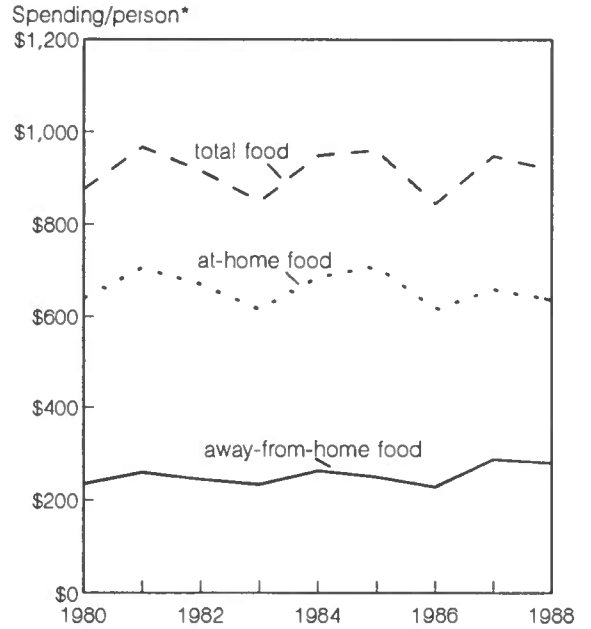 Spending/person*
$1,200
$1,000
total food
$800
at-home food
$600
$400
away-from-home food
$200
$0
1980 1982 1984 1986 1988